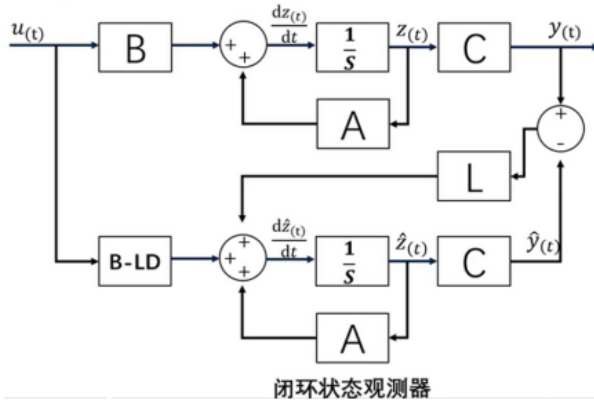 u(t) B + + dz(t)/dt 1/s z(t) C y(t)
A + -
L
B-LD + + + dẑ(t)/dt 1/s ẑ(t) C ŷ(t)
A
闭环状态观测器